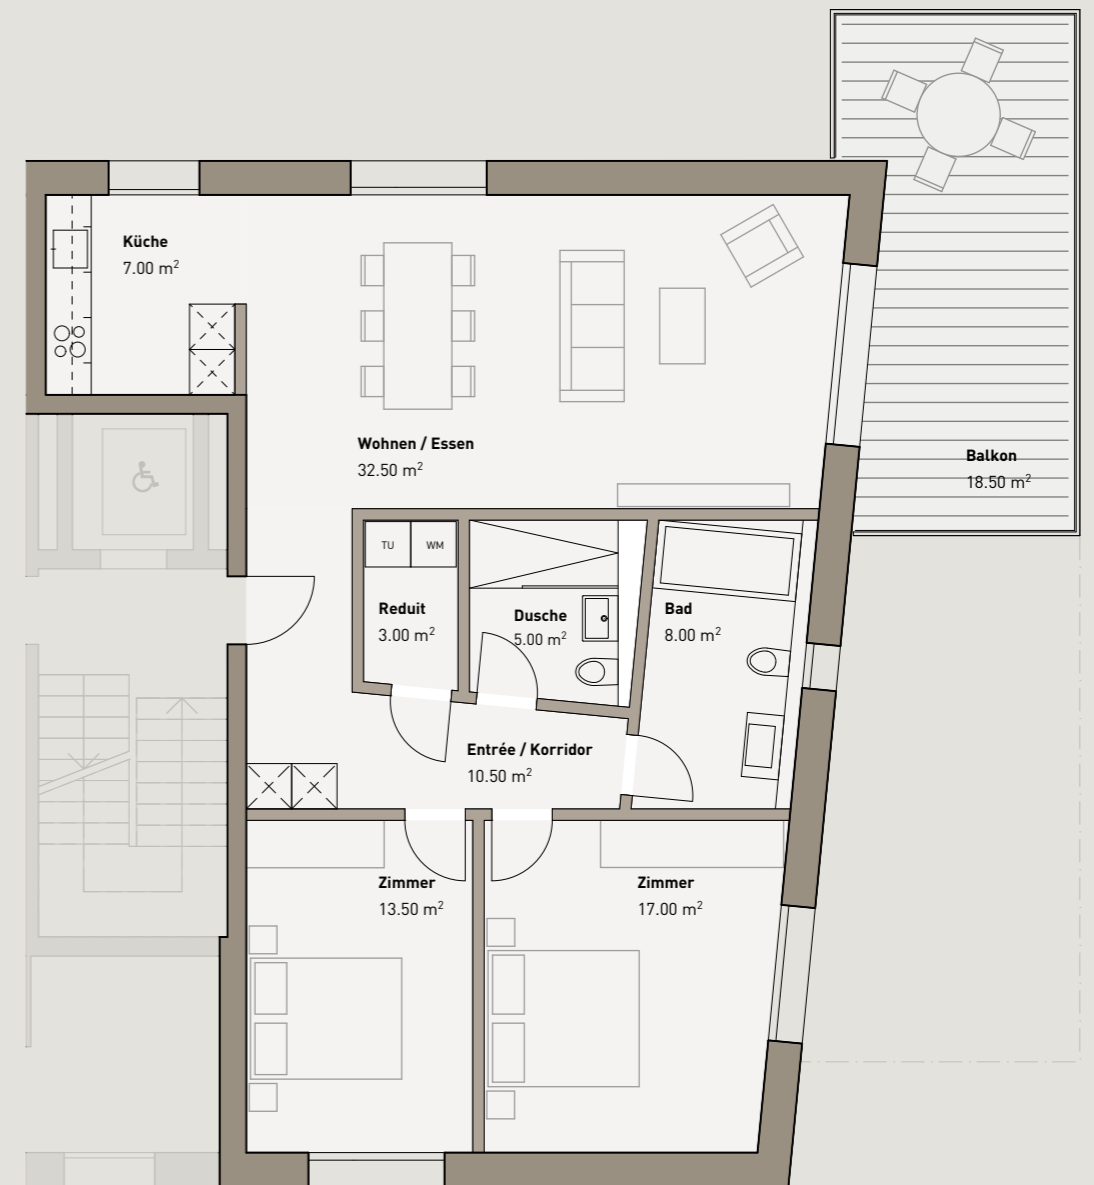 Küche
7.00 m²
Wohnen / Essen
32.50 m²
Balkon
18.50 m²
TU
WM
Reduit
3.00 m²
Dusche
5.00 m²
Bad
8.00 m²
Entrée / Korridor
10.50 m²
Zimmer
13.50 m²
Zimmer
17.00 m²